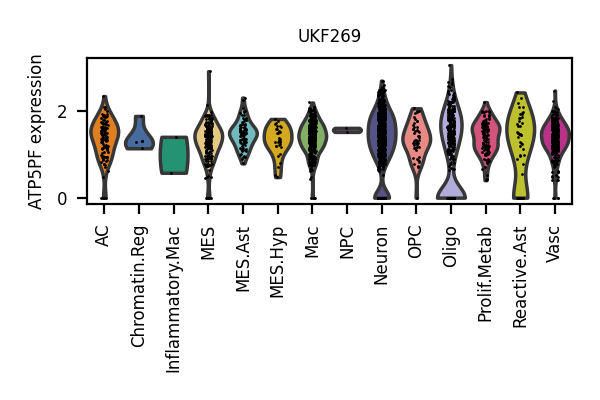 UKF269
ATP5PF expression
2
0
AC
Chromatin.Reg
Inflammatory.Mac
MES
MES.Ast
MES.Hyp
Mac
NPC
Neuron
OPC
Oligo
Prolif.Metab
Reactive.Ast
Vasc